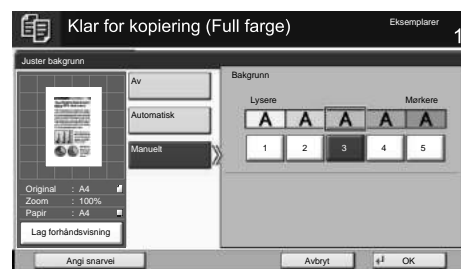 Klar for kopiering (Full farge)
Eksemplarer
1
Juster bakgrunn
Av
Automatisk
Manuelt
Bakgrunn
Lysere Mørkere
A A A A A
1 2 3 4 5
Original : A4
Zoom : 100%
Papir : A4
Lag forhåndsvisning
Angi snarvei
Avbryt
OK